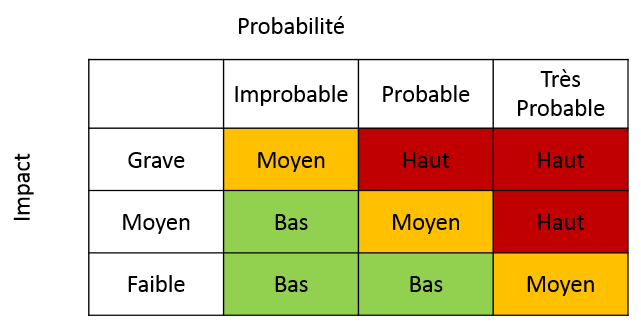 Probabilité
Improbable Probable Très
Probable
Impact
Grave Moyen Haut Haut
Moyen Bas Moyen Haut
Faible Bas Bas Moyen